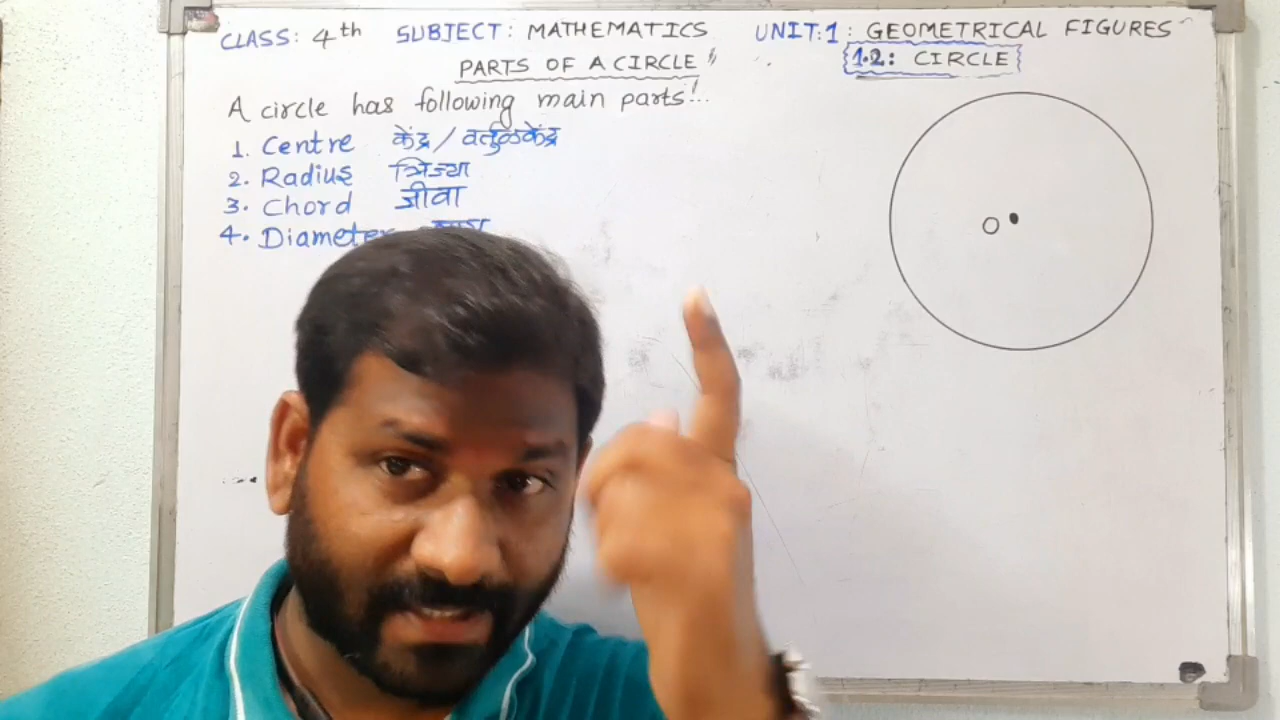 CLASS: 4th SUBJECT: MATHEMATICS UNIT:1: GEOMETRICAL FIGURES
PARTS OF A CIRCLE" 1.2: CIRCLE
A circle has following main parts!..
1. Centre केंद्र / वर्तुळकेंद्र
2. Radius त्रिज्या
3. Chord जीवा
4. Diameter
O